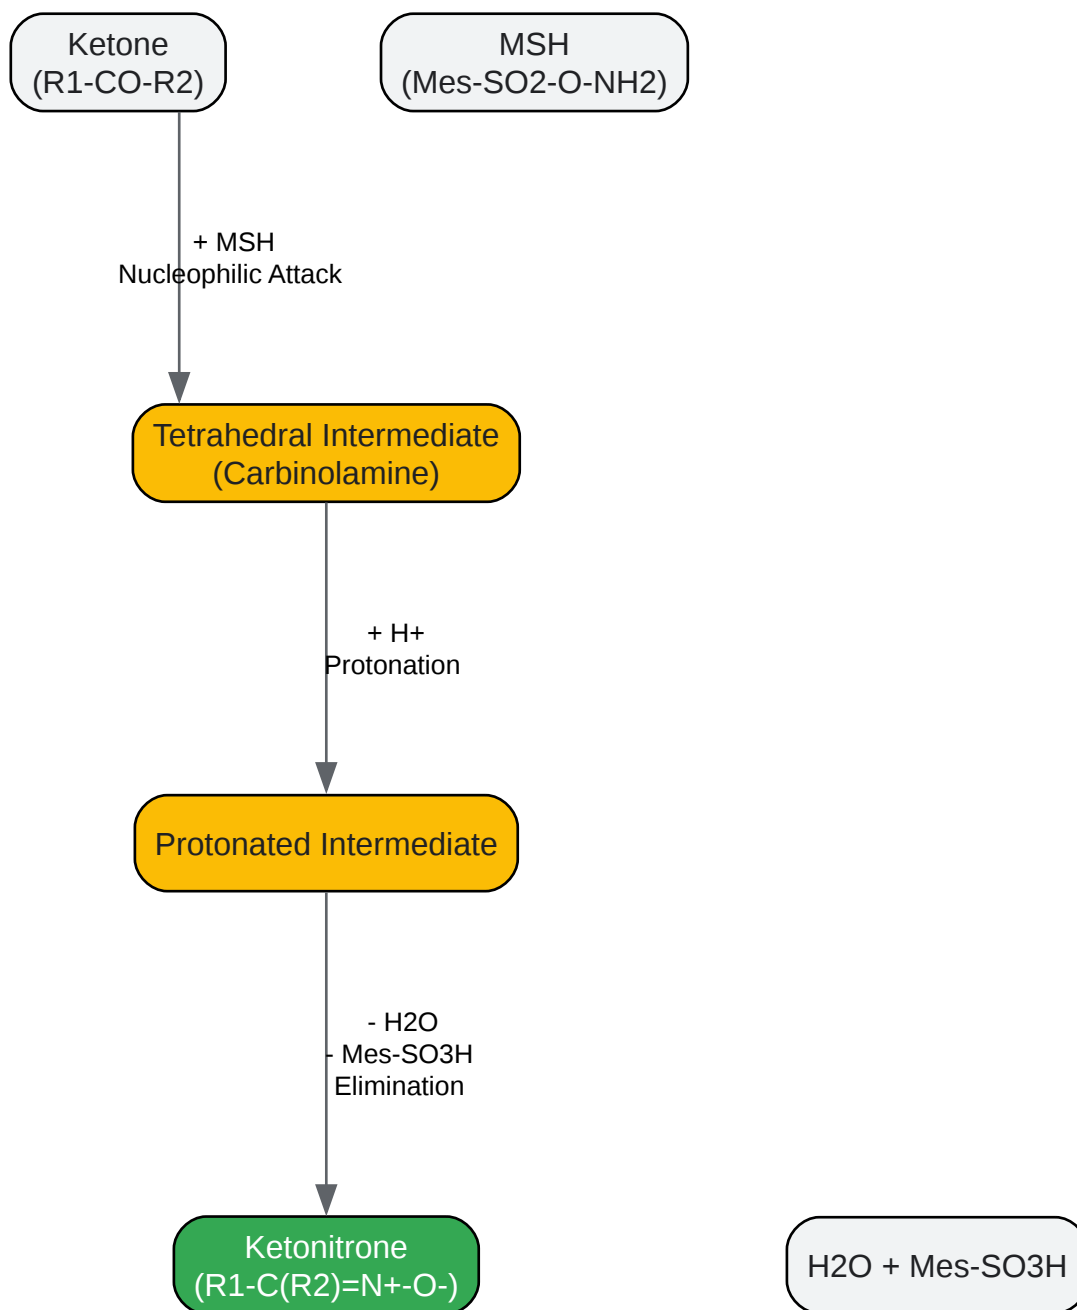 Ketone
(R1-CO-R2)
MSH
(Mes-SO2-O-NH2)
+ MSH
Nucleophilic Attack
Tetrahedral Intermediate
(Carbinolamine)
+ H+
Protonation
Protonated Intermediate
- H2O
- Mes-SO3H
Elimination
Ketonitrone
(R1-C(R2)=N+-O-)
H2O + Mes-SO3H